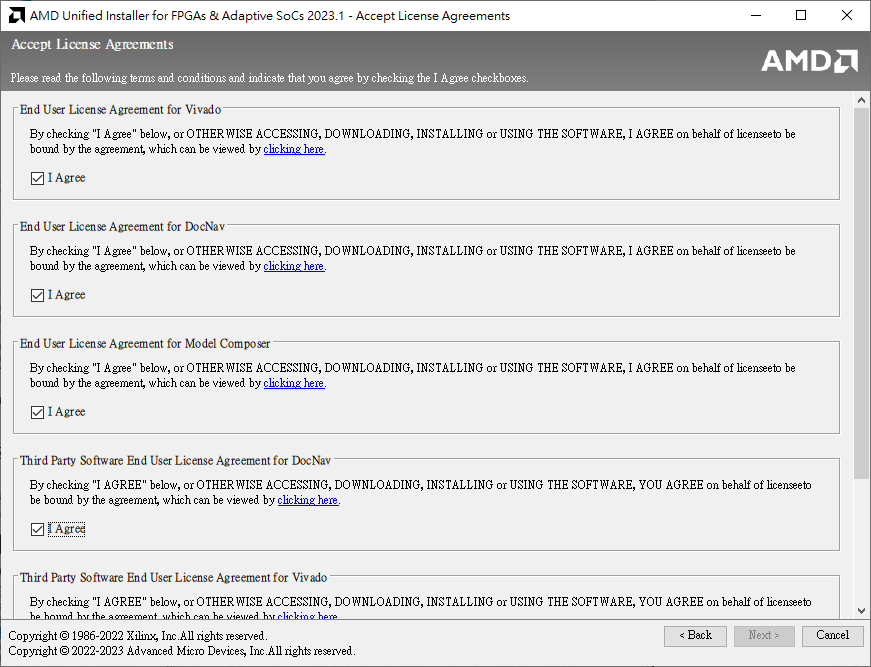 AMD Unified Installer for FPGAs & Adaptive SoCs 2023.1 - Accept License Agreements
Accept License Agreements
Please read the following terms and conditions and indicate that you agree by checking the I Agree checkboxes.
AMD
End User License Agreement for Vivado
By checking "I Agree" below, or OTHERWISE ACCESSING, DOWNLOADING, INSTALLING or USING THE SOFTWARE, I AGREE on behalf of licenseeto be
bound by the agreement, which can be viewed by clicking here.
I Agree
End User License Agreement for DocNav
By checking "I Agree" below, or OTHERWISE ACCESSING, DOWNLOADING, INSTALLING or USING THE SOFTWARE, I AGREE on behalf of licenseeto be
bound by the agreement, which can be viewed by clicking here.
I Agree
End User License Agreement for Model Composer
By checking "I Agree" below, or OTHERWISE ACCESSING, DOWNLOADING, INSTALLING or USING THE SOFTWARE, I AGREE on behalf of licenseeto be
bound by the agreement, which can be viewed by clicking here.
I Agree
Third Party Software End User License Agreement for DocNav
By checking "I AGREE" below, or OTHERWISE ACCESSING, DOWNLOADING, INSTALLING or USING THE SOFTWARE, YOU AGREE on behalf of licenseeto
be bound by the agreement, which can be viewed by clicking here.
I Agree
Third Party Software End User License Agreement for Vivado
By checking "I AGREE" below, or OTHERWISE ACCESSING, DOWNLOADING, INSTALLING or USING THE SOFTWARE, YOU AGREE on behalf of licenseeto
be bound by the agreement, which can be viewed by clicking here.
Copyright © 1986-2022 Xilinx, Inc.All rights reserved.
Copyright © 2022-2023 Advanced Micro Devices, Inc.All rights reserved.
< Back
Next >
Cancel